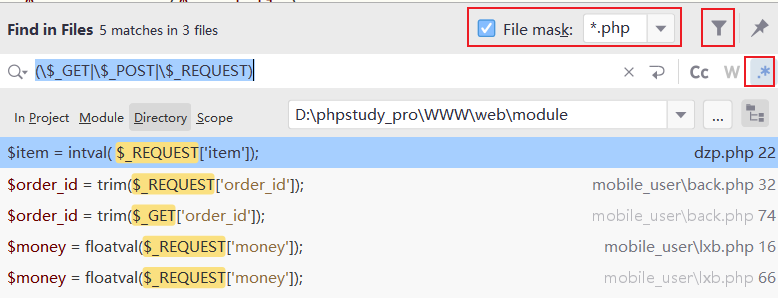 Find in Files 5 matches in 3 files File mask: *.php
(\$_GET|\$_POST|\$_REQUEST) Cc W .*
In Project Module Directory Scope D:\phpstudy_pro\WWW\web\module ...
$item = intval( $_REQUEST['item']); dzp.php 22
$order_id = trim($_REQUEST['order_id']); mobile_user\back.php 32
$order_id = trim($_GET['order_id']); mobile_user\back.php 74
$money = floatval($_REQUEST['money']); mobile_user\lxb.php 16
$money = floatval($_REQUEST['money']); mobile_user\lxb.php 66